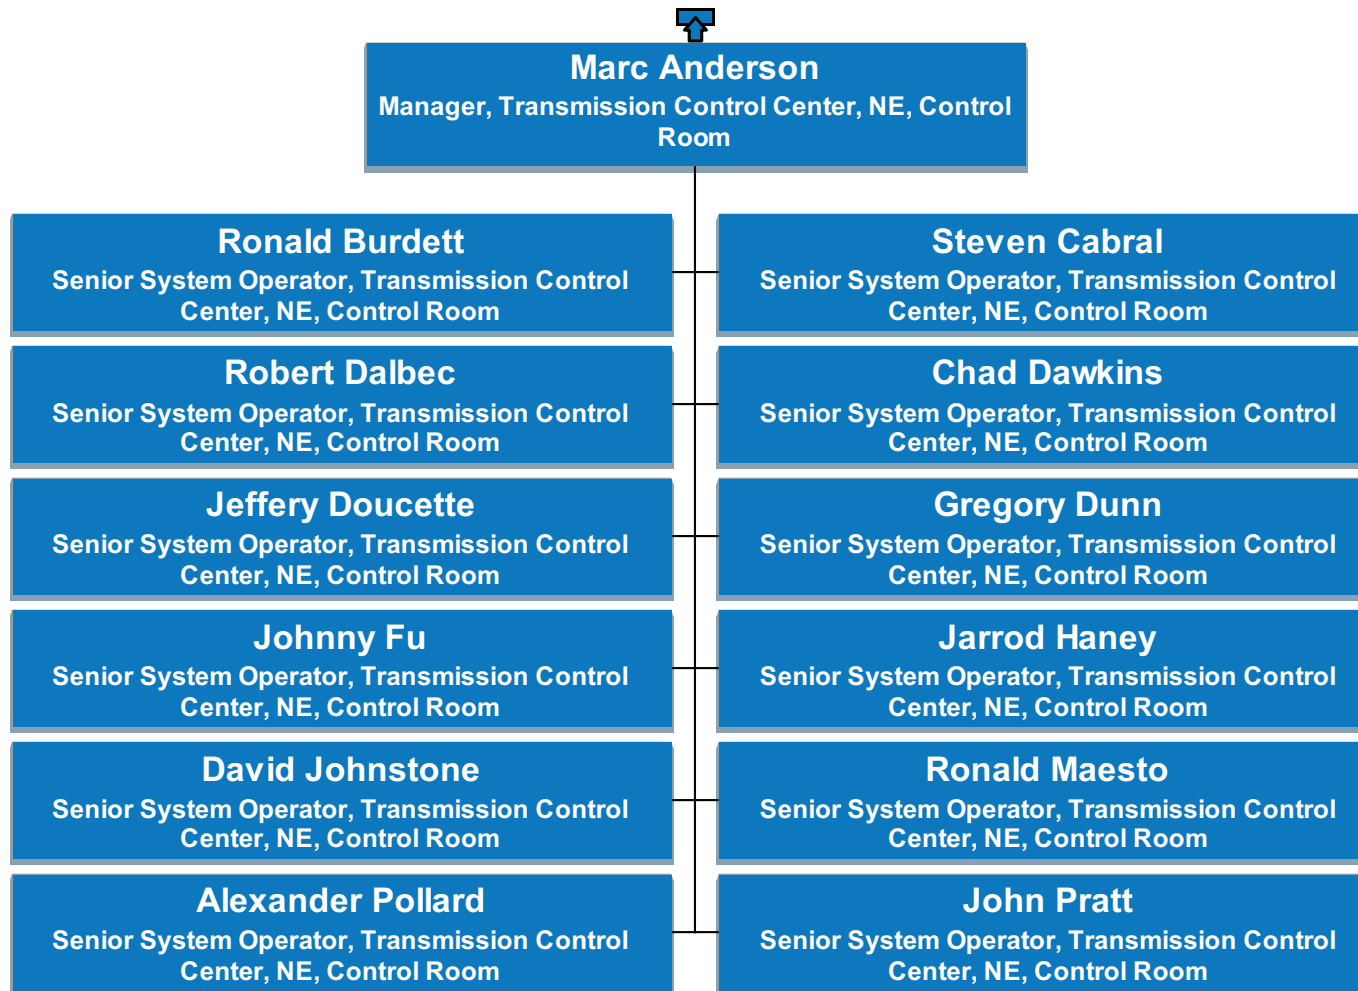 Marc Anderson
Manager, Transmission Control Center, NE, Control
Room
Ronald Burdett
Senior System Operator, Transmission Control
Center, NE, Control Room
Steven Cabral
Senior System Operator, Transmission Control
Center, NE, Control Room
Robert Dalbec
Senior System Operator, Transmission Control
Center, NE, Control Room
Chad Dawkins
Senior System Operator, Transmission Control
Center, NE, Control Room
Jeffery Doucette
Senior System Operator, Transmission Control
Center, NE, Control Room
Gregory Dunn
Senior System Operator, Transmission Control
Center, NE, Control Room
Johnny Fu
Senior System Operator, Transmission Control
Center, NE, Control Room
Jarrod Haney
Senior System Operator, Transmission Control
Center, NE, Control Room
David Johnstone
Senior System Operator, Transmission Control
Center, NE, Control Room
Ronald Maesto
Senior System Operator, Transmission Control
Center, NE, Control Room
Alexander Pollard
Senior System Operator, Transmission Control
Center, NE, Control Room
John Pratt
Senior System Operator, Transmission Control
Center, NE, Control Room